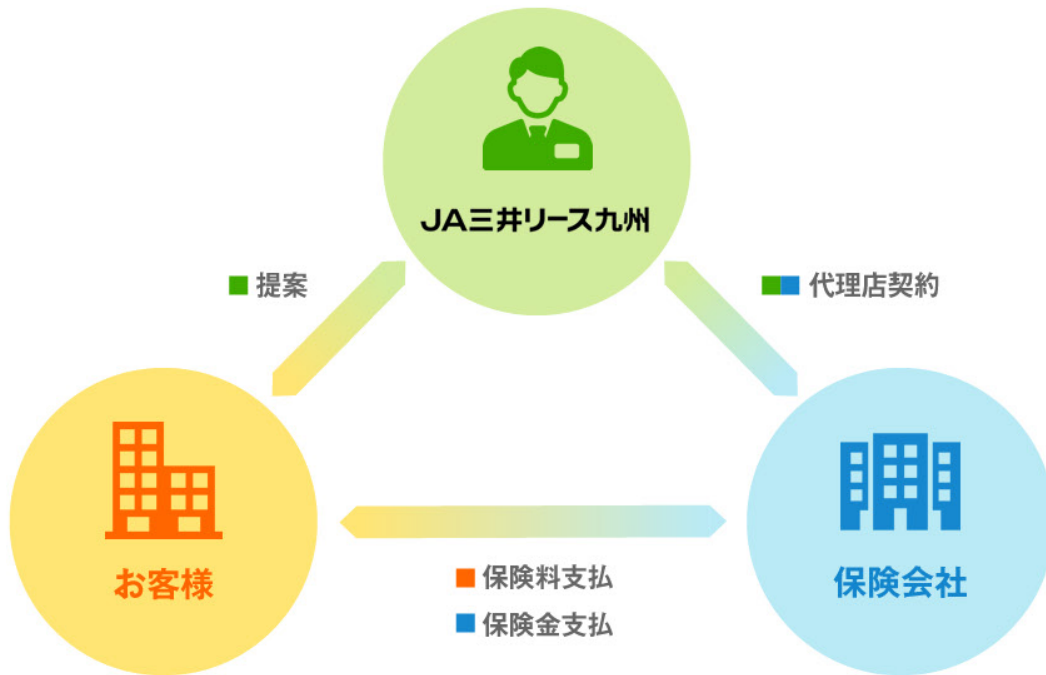 JA三井リース九州
提案
代理店契約
お客様
保険会社
保険料支払
保険金支払